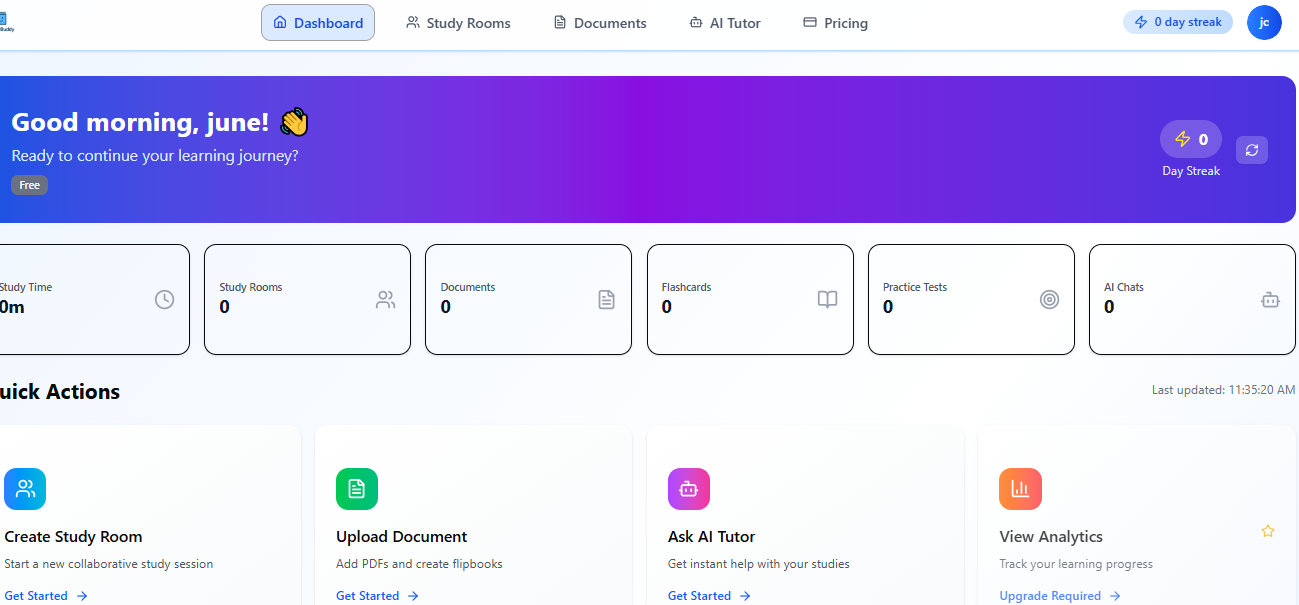 Buddy
Dashboard
Study Rooms
Documents
AI Tutor
Pricing
0 day streak
jc
Good morning, june! 👋
Ready to continue your learning journey?
Free
0
Day Streak
Study Time
0m
Study Rooms
0
Documents
0
Flashcards
0
Practice Tests
0
AI Chats
0
uick Actions
Last updated: 11:35:20 AM
Create Study Room
Start a new collaborative study session
Get Started →
Upload Document
Add PDFs and create flipbooks
Get Started →
Ask AI Tutor
Get instant help with your studies
Get Started →
View Analytics
Track your learning progress
Upgrade Required →